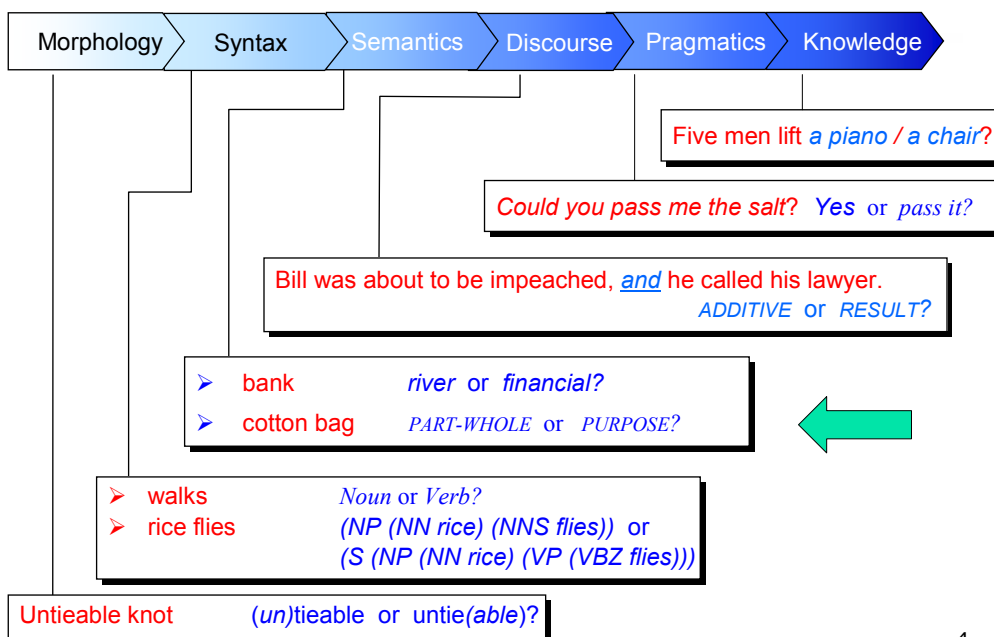 Morphology Syntax Semantics Discourse Pragmatics Knowledge
Five men lift a piano / a chair?
Could you pass me the salt? Yes or pass it?
Bill was about to be impeached, and he called his lawyer.
ADDITIVE or RESULT?
➢ bank river or financial?
➢ cotton bag PART-WHOLE or PURPOSE?
➢ walks Noun or Verb?
➢ rice flies (NP (NN rice) (NNS flies)) or
(S (NP (NN rice) (VP (VBZ flies)))
Untieable knot (un)tieable or untie(able)?